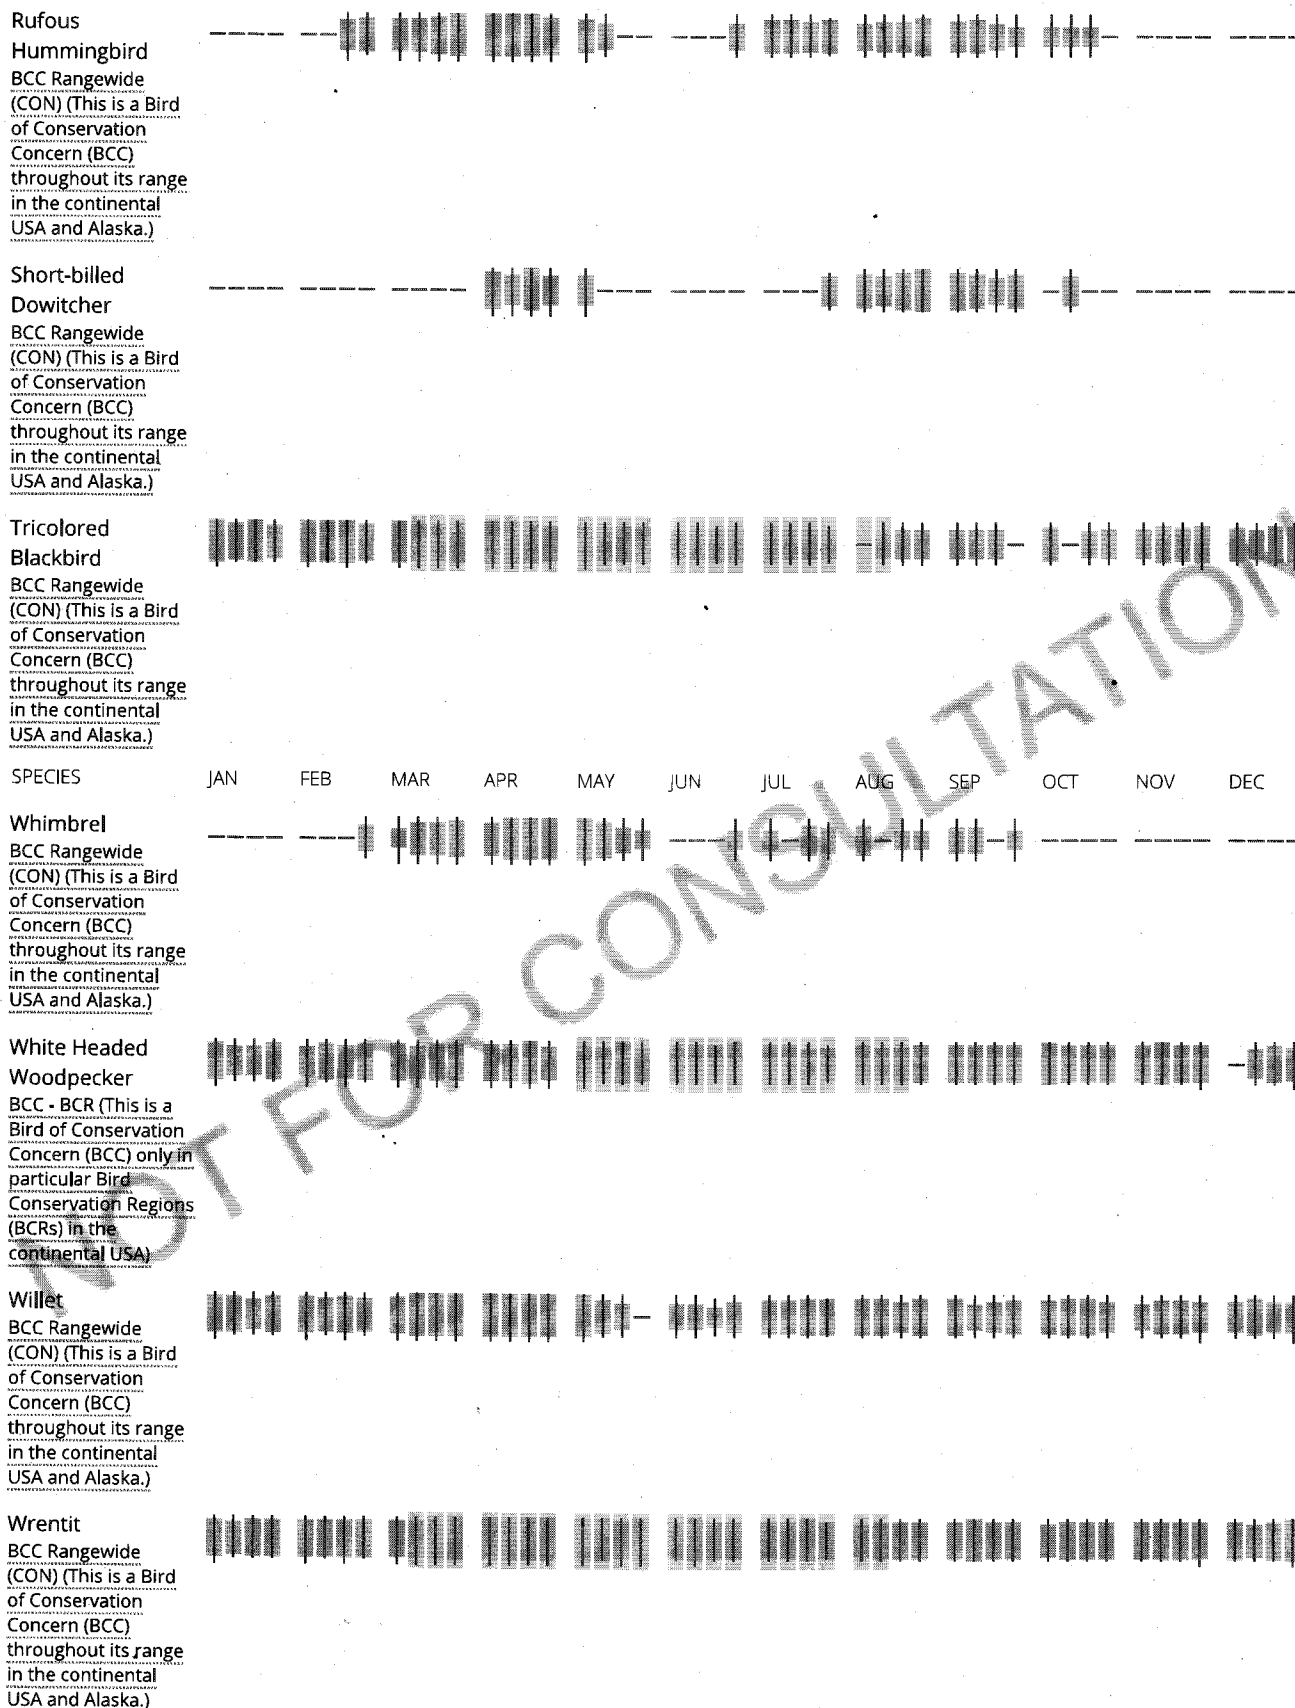 Rufous
Hummingbird
BCC Rangewide
(CON) (This is a Bird
of Conservation
Concern (BCC)
throughout its range
in the continental
USA and Alaska.)
Short-billed
Dowitcher
BCC Rangewide
(CON) (This is a Bird
of Conservation
Concern (BCC)
throughout its range
in the continental
USA and Alaska.)
Tricolored
Blackbird
BCC Rangewide
(CON) (This is a Bird
of Conservation
Concern (BCC)
throughout its range
in the continental
USA and Alaska.)
SPECIES JAN FEB MAR APR MAY JUN JUL AUG SEP OCT NOV DEC
Whimbrel
BCC Rangewide
(CON) (This is a Bird
of Conservation
Concern (BCC)
throughout its range
in the continental
USA and Alaska.)
White Headed
Woodpecker
BCC - BCR (This is a
Bird of Conservation
Concern (BCC) only in
particular Bird
Conservation Regions
(BCRs) in the
continental USA)
Willet
BCC Rangewide
(CON) (This is a Bird
of Conservation
Concern (BCC)
throughout its range
in the continental
USA and Alaska.)
Wrentit
BCC Rangewide
(CON) (This is a Bird
of Conservation
Concern (BCC)
throughout its range
in the continental
USA and Alaska.)
NOT FOR CONSULTATION